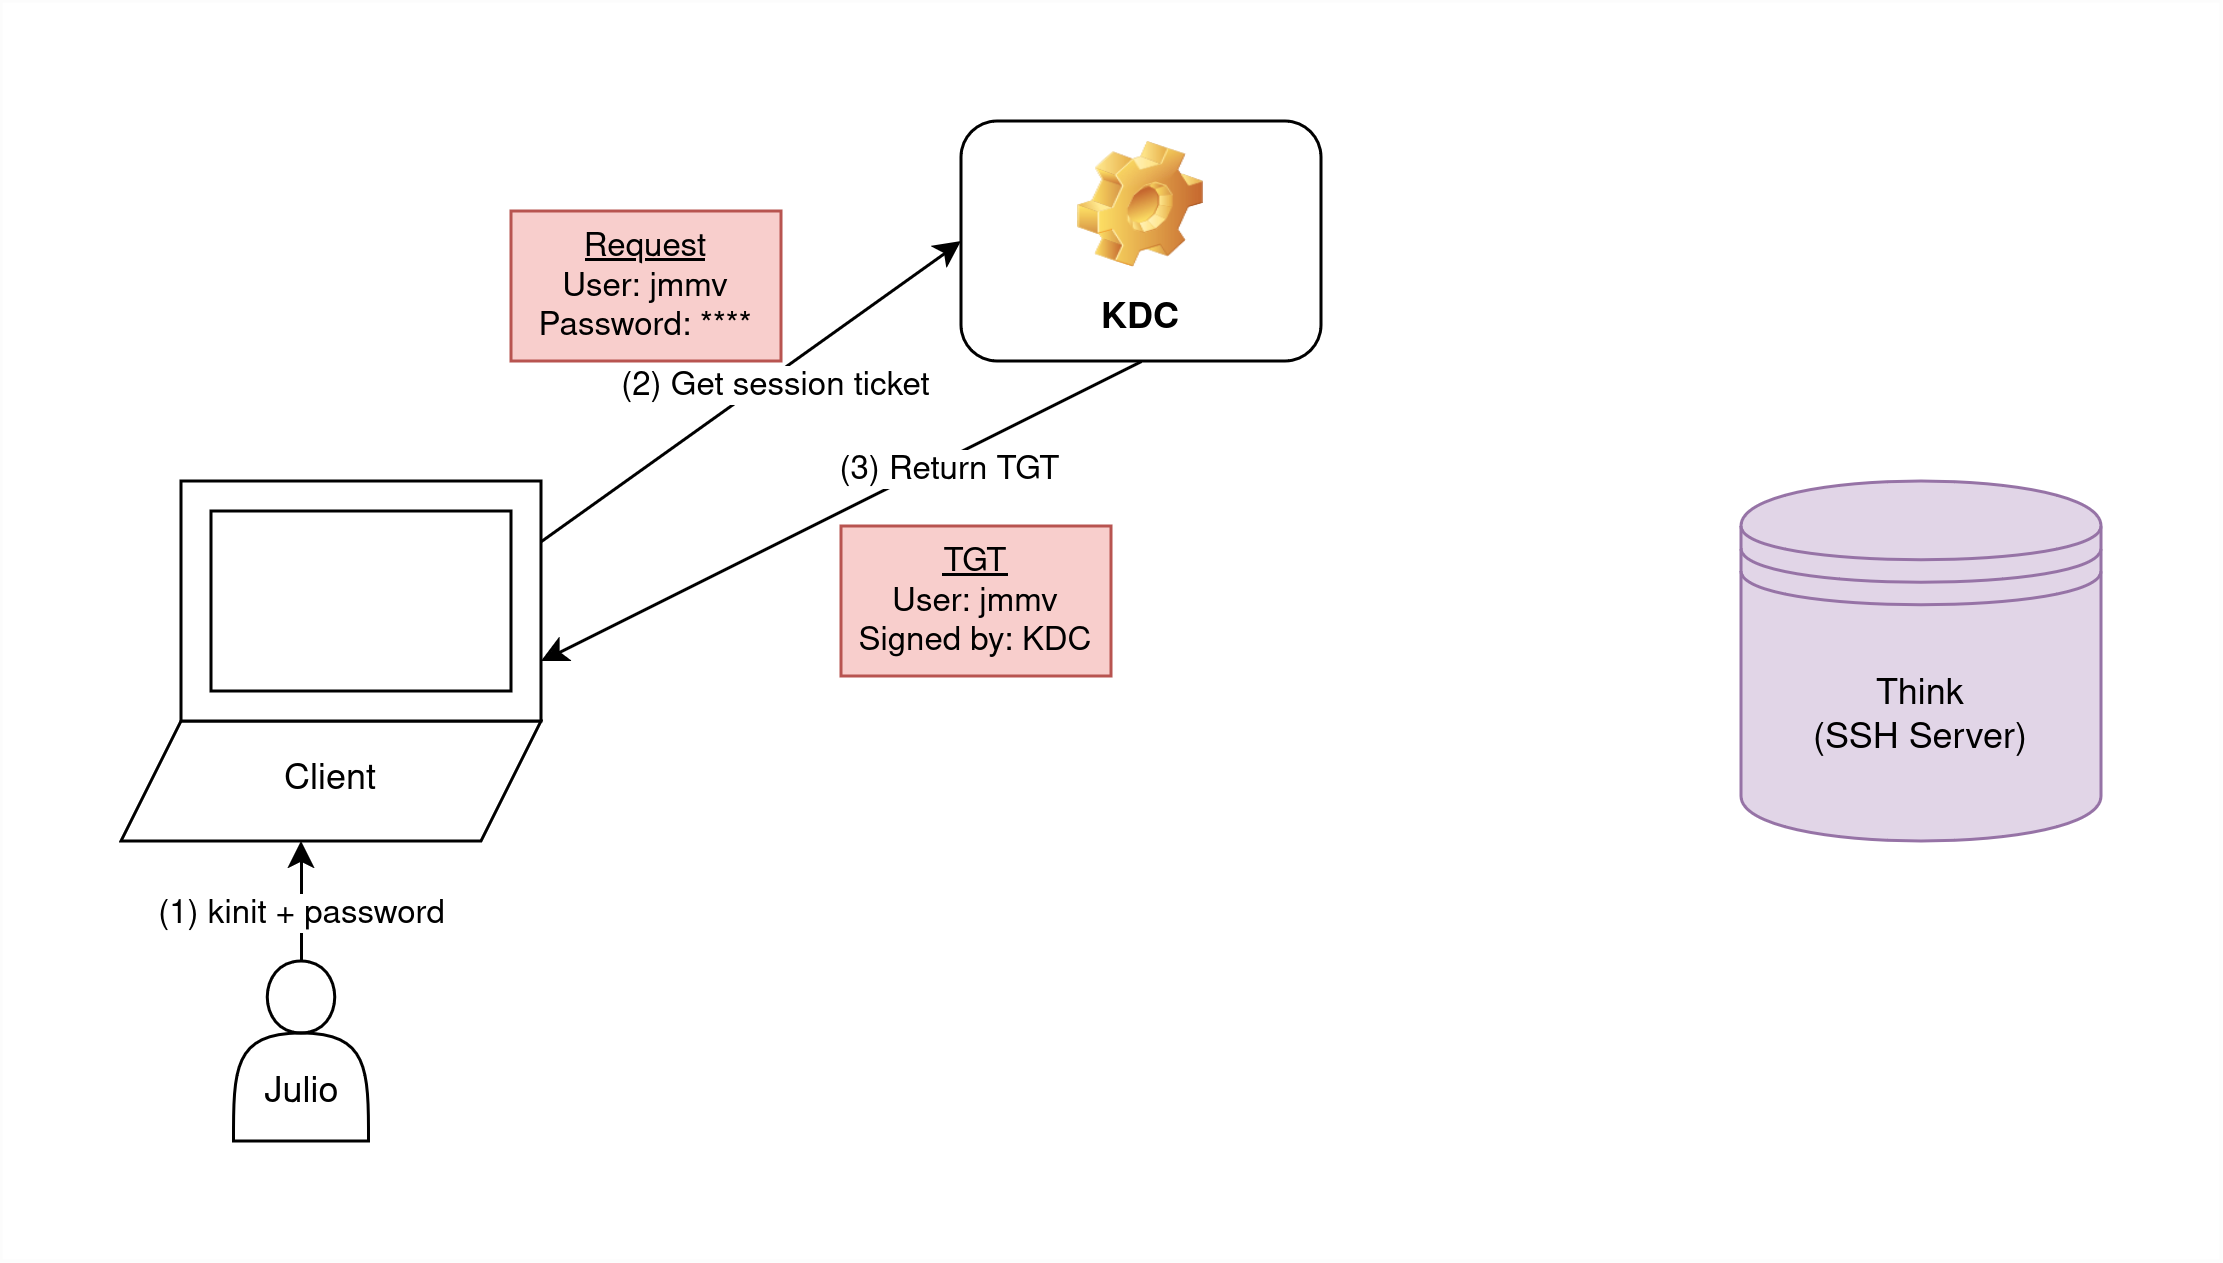 Request
User: jmmv
Password: ****
KDC
(2) Get session ticket
(3) Return TGT
TGT
User: jmmv
Signed by: KDC
Think
(SSH Server)
Client
(1) kinit + password
Julio